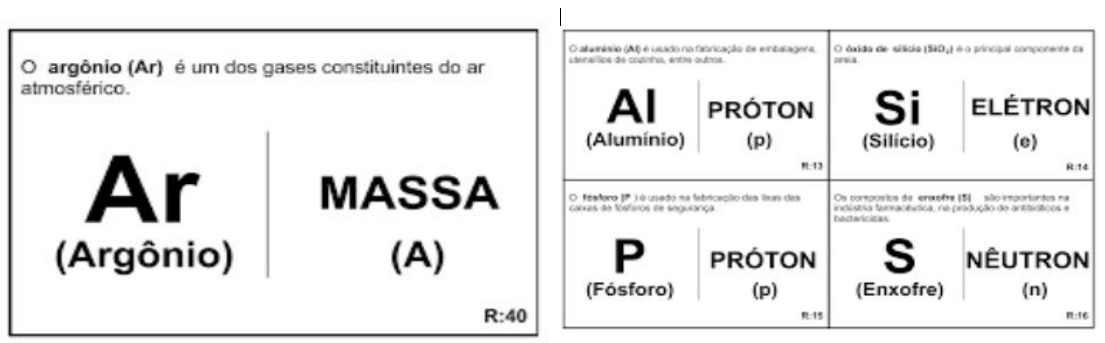 O argônio (Ar) é um dos gases constituintes do ar
atmosférico.
Ar
(Argônio)
MASSA
(A)
R:40
O alumínio (Al) é usado na fabricação de embalagens,
utensílios de cozinha, entre outros.
Al
(Alumínio)
PRÓTON
(p)
R:13
O óxido de silício (SiO₂) é o principal componente da
areia.
Si
(Silício)
ELÉTRON
(e)
R:14
O fósforo (P ) é usado na fabricação das lixas das
caixas de fósforos de segurança.
P
(Fósforo)
PRÓTON
(p)
R:15
Os compostos de enxofre (S) são importantes na
indústria farmacêutica, na produção de antibióticos e
bactericidas.
S
(Enxofre)
NÊUTRON
(n)
R:16